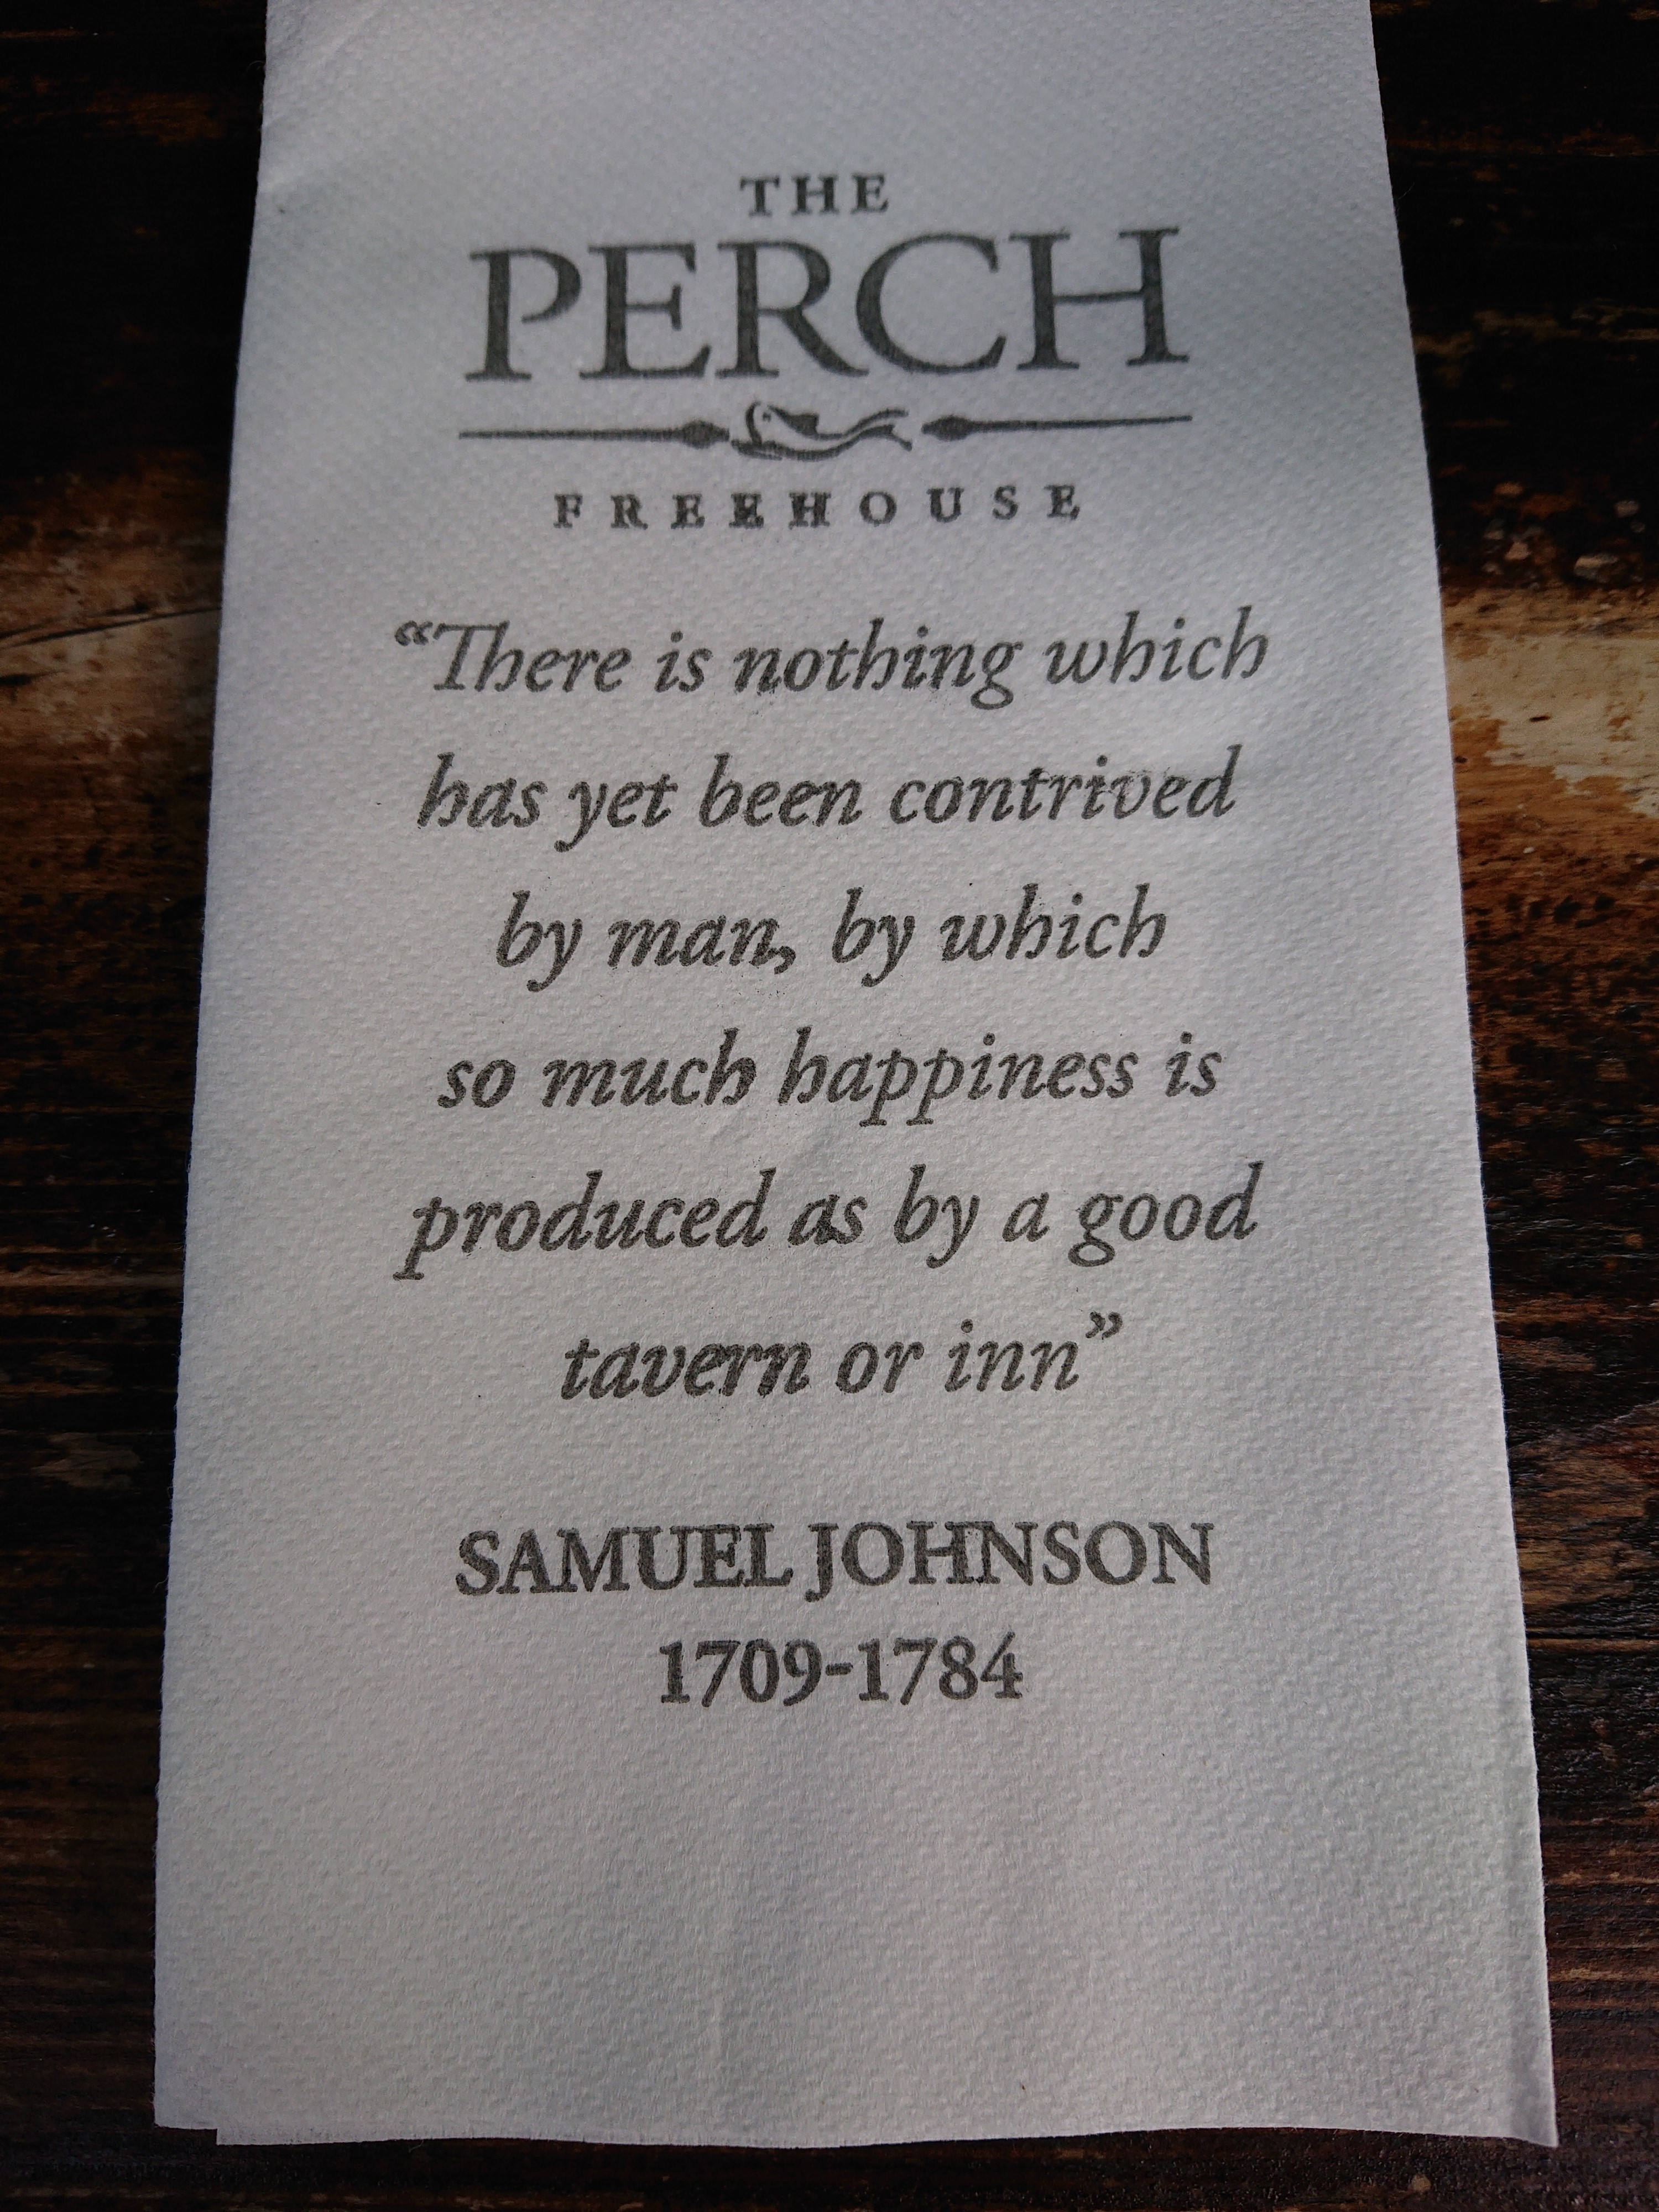 THE
PERCH
FREEHOUSE
“There is nothing which
has yet been contrived
by man, by which
so much happiness is
produced as by a good
tavern or inn”
SAMUEL JOHNSON
1709-1784